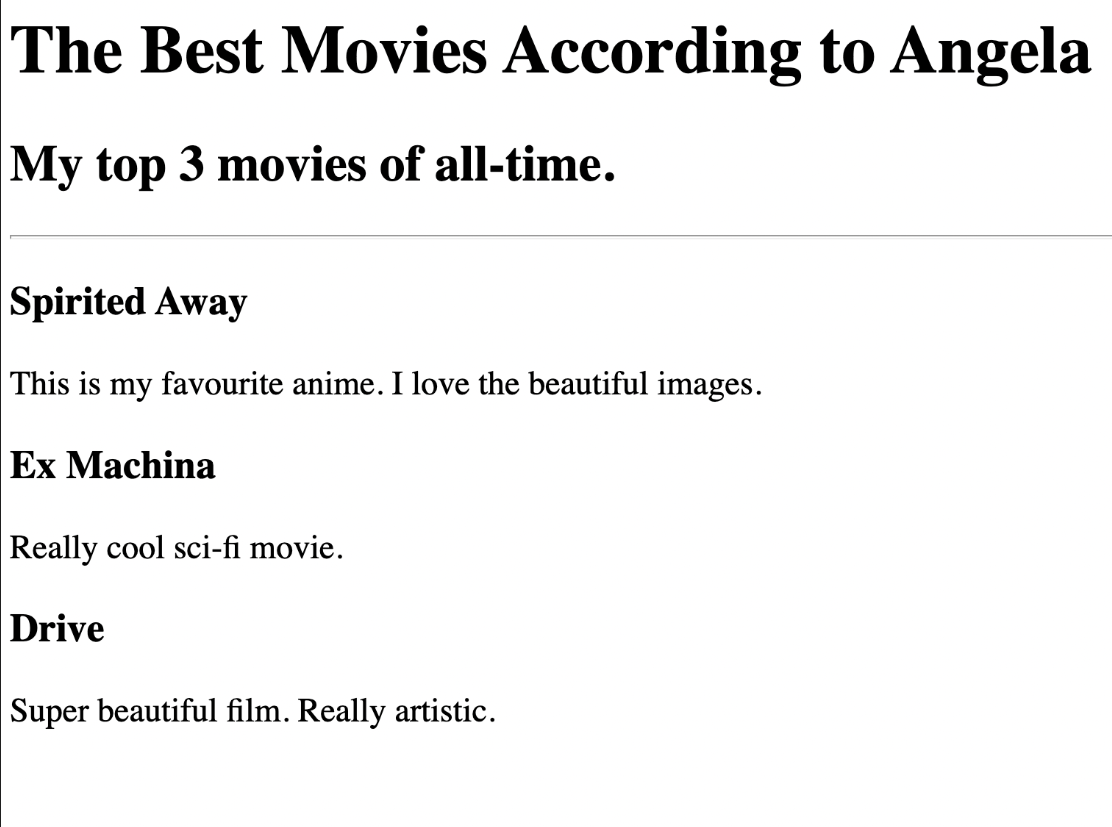 The Best Movies According to Angela
My top 3 movies of all-time.
Spirited Away
This is my favourite anime. I love the beautiful images.
Ex Machina
Really cool sci-fi movie.
Drive
Super beautiful film. Really artistic.